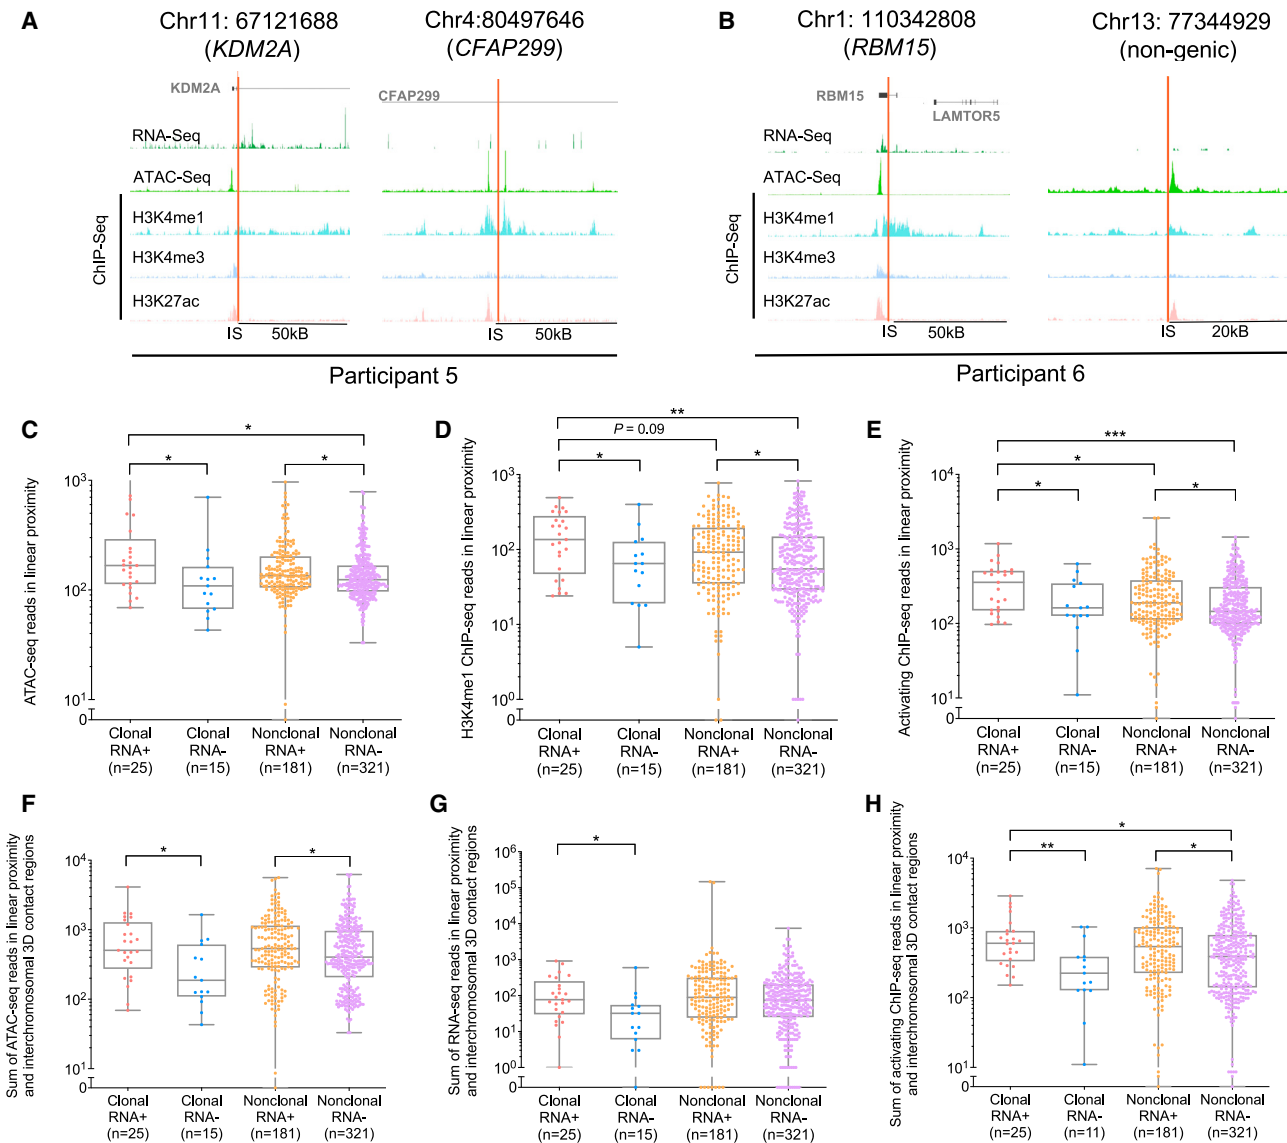 A
Chr11: 67121688
(KDM2A)
Chr4:80497646
(CFAP299)
KDM2A
CFAP299
RNA-Seq
ATAC-Seq
ChIP-Seq
H3K4me1
H3K4me3
H3K27ac
IS
50kB
IS
50kB
Participant 5
B
Chr1: 110342808
(RBM15)
Chr13: 77344929
(non-genic)
RBM15
LAMTOR5
RNA-Seq
ATAC-Seq
ChIP-Seq
H3K4me1
H3K4me3
H3K27ac
IS
50kB
IS
20kB
Participant 6
C
ATAC-seq reads in linear proximity
10³
10²
10¹
0
*
*
*
Clonal RNA+ (n=25)
Clonal RNA- (n=15)
Nonclonal RNA+ (n=181)
Nonclonal RNA- (n=321)
D
H3K4me1 ChIP-seq reads in linear proximity
10³
10²
10¹
10⁰
0
**
P = 0.09
*
*
Clonal RNA+ (n=25)
Clonal RNA- (n=15)
Nonclonal RNA+ (n=181)
Nonclonal RNA- (n=321)
E
Activating ChIP-seq reads in linear proximity
10⁴
10³
10²
10¹
0
***
*
*
*
Clonal RNA+ (n=25)
Clonal RNA- (n=15)
Nonclonal RNA+ (n=181)
Nonclonal RNA- (n=321)
F
Sum of ATAC-seq reads in linear proximity
and interchromosomal 3D contact regions
10⁴
10³
10²
10¹
0
*
*
Clonal RNA+ (n=25)
Clonal RNA- (n=15)
Nonclonal RNA+ (n=181)
Nonclonal RNA- (n=321)
G
Sum of RNA-seq reads in linear proximity
and interchromosomal 3D contact regions
10⁶
10⁵
10⁴
10³
10²
10¹
10⁰
0
*
Clonal RNA+ (n=25)
Clonal RNA- (n=15)
Nonclonal RNA+ (n=181)
Nonclonal RNA- (n=321)
H
Sum of activating ChIP-seq reads in linear proximity
and interchromosomal 3D contact regions
10⁴
10³
10²
10¹
0
*
**
*
Clonal RNA+ (n=25)
Clonal RNA- (n=11)
Nonclonal RNA+ (n=181)
Nonclonal RNA- (n=321)